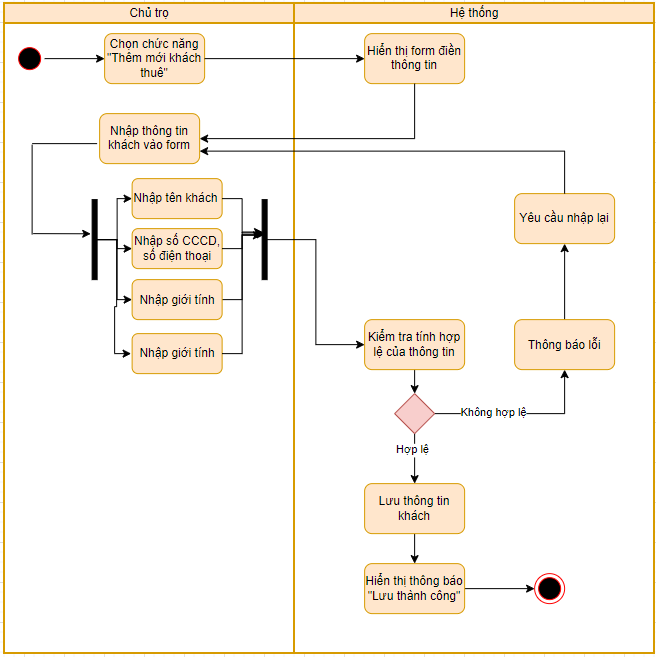 Chủ trọ
Hệ thống
Chọn chức năng
"Thêm mới khách
thuê"
Hiển thị form điền
thông tin
Nhập thông tin
khách vào form
Nhập tên khách
Nhập số CCCD,
số điện thoại
Nhập giới tính
Nhập giới tính
Yêu cầu nhập lại
Kiểm tra tính hợp
lệ của thông tin
Thông báo lỗi
Không hợp lệ
Hợp lệ
Lưu thông tin
khách
Hiển thị thông báo
"Lưu thành công"